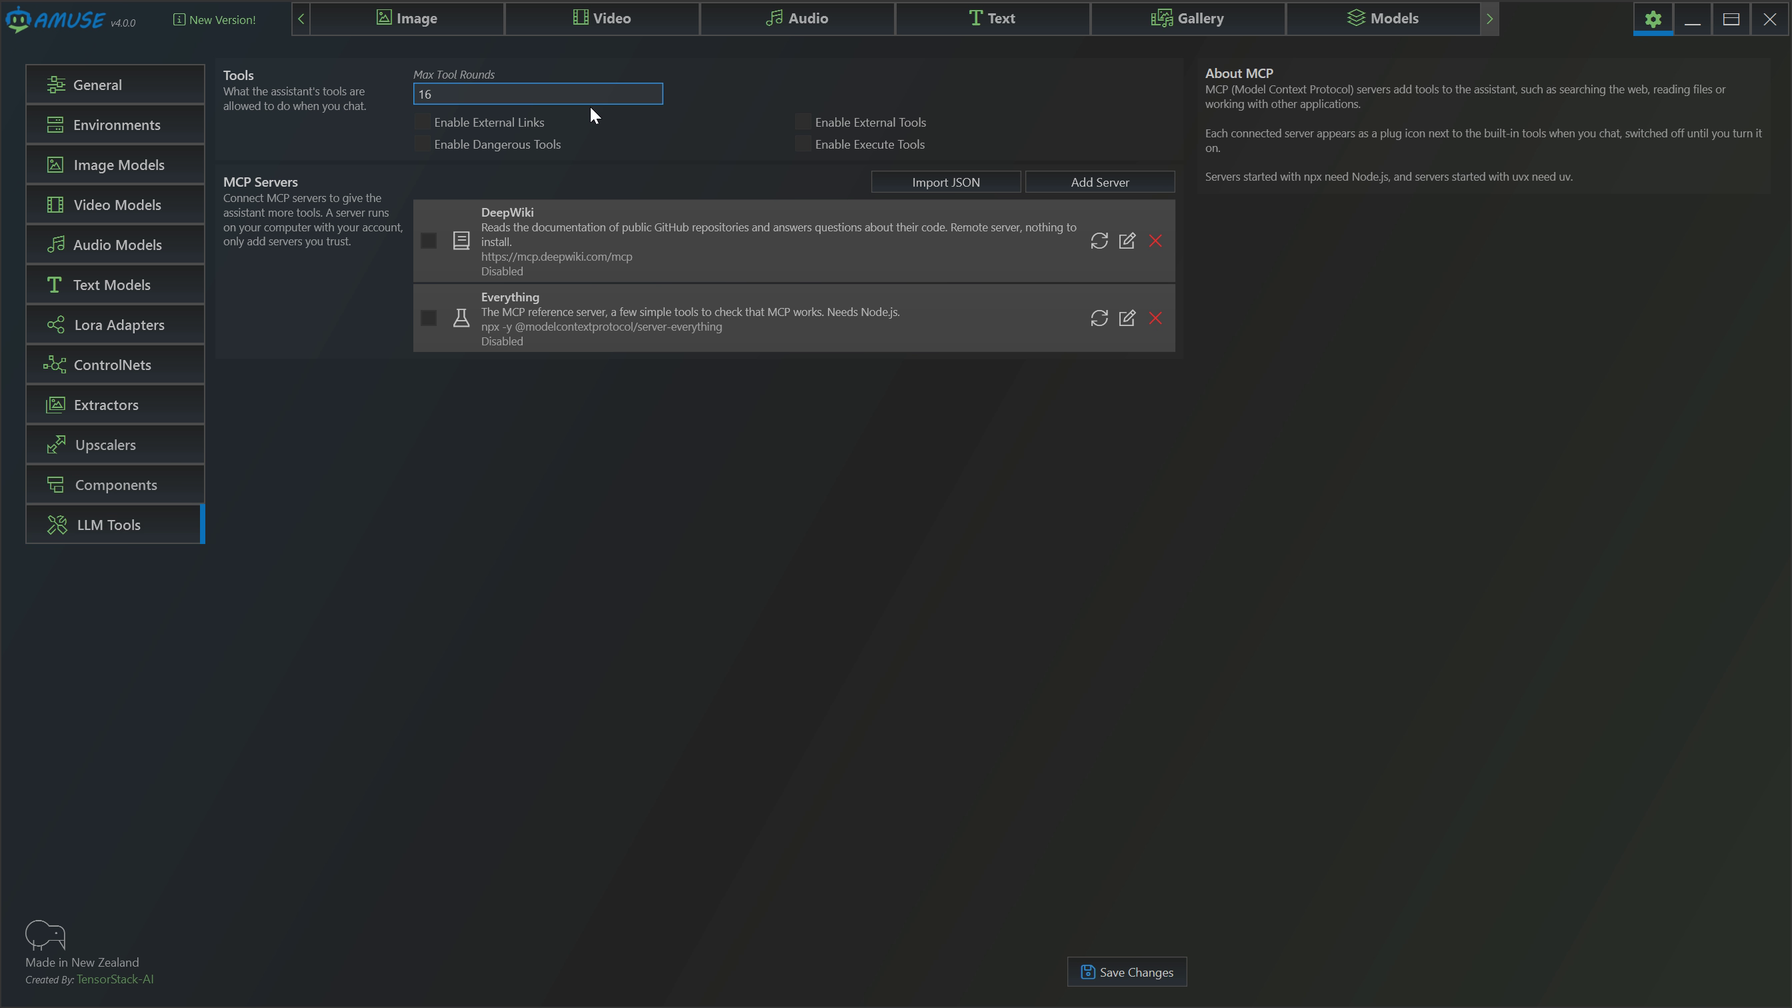 AMUSE v4.0.0
New Version!
Image
Video
Audio
Text
Gallery
Models
General
Environments
Image Models
Video Models
Audio Models
Text Models
Lora Adapters
ControlNets
Extractors
Upscalers
Components
LLM Tools
Tools
What the assistant's tools are
allowed to do when you chat.
Max Tool Rounds
16
Enable External Links
Enable External Tools
Enable Dangerous Tools
Enable Execute Tools
MCP Servers
Connect MCP servers to give the
assistant more tools. A server runs
on your computer with your account,
only add servers you trust.
Import JSON
Add Server
DeepWiki
Reads the documentation of public GitHub repositories and answers questions about their code. Remote server, nothing to
install.
https://mcp.deepwiki.com/mcp
Disabled
Everything
The MCP reference server, a few simple tools to check that MCP works. Needs Node.js.
npx -y @modelcontextprotocol/server-everything
Disabled
About MCP
MCP (Model Context Protocol) servers add tools to the assistant, such as searching the web, reading files or
working with other applications.
Each connected server appears as a plug icon next to the built-in tools when you chat, switched off until you turn it
on.
Servers started with npx need Node.js, and servers started with uvx need uv.
Made in New Zealand
Created By: TensorStack-AI
Save Changes